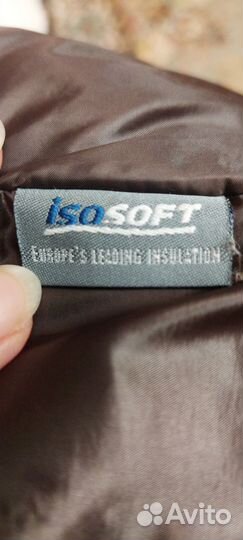 isosoft
EUROPE'S LEADING INSULATION
Avito